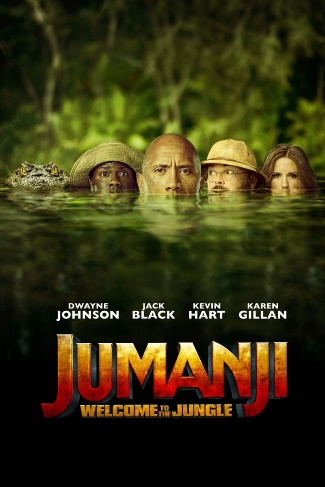 DWAYNE JACK KEVIN KAREN
JOHNSON BLACK HART GILLAN
JUMANJI
WELCOME TO THE JUNGLE